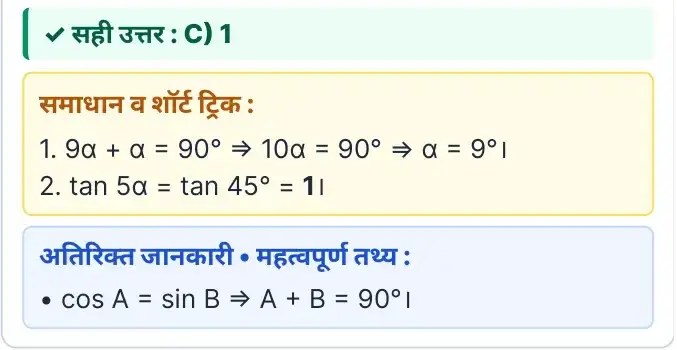 ✓ सही उत्तर : C) 1
समाधान व शॉर्ट ट्रिक :
1. 9α + α = 90° ⇒ 10α = 90° ⇒ α = 9°।
2. tan 5α = tan 45° = 1।
अतिरिक्त जानकारी • महत्वपूर्ण तथ्य :
• cos A = sin B ⇒ A + B = 90°।